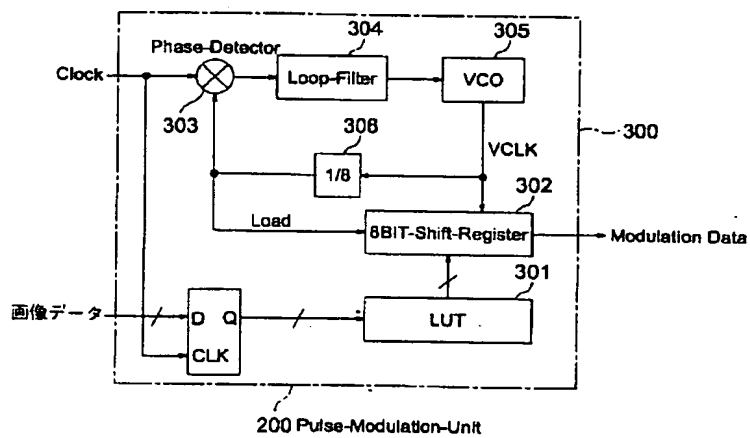 304
305
Phase-Detector
Clock
Loop-Filter
VCO
303
308
300
VCLK
1/8
302
Load
8BIT-Shift-Register
Modulation Data
301
画像データ
D Q
LUT
CLK
200 Pulse-Modulation-Unit